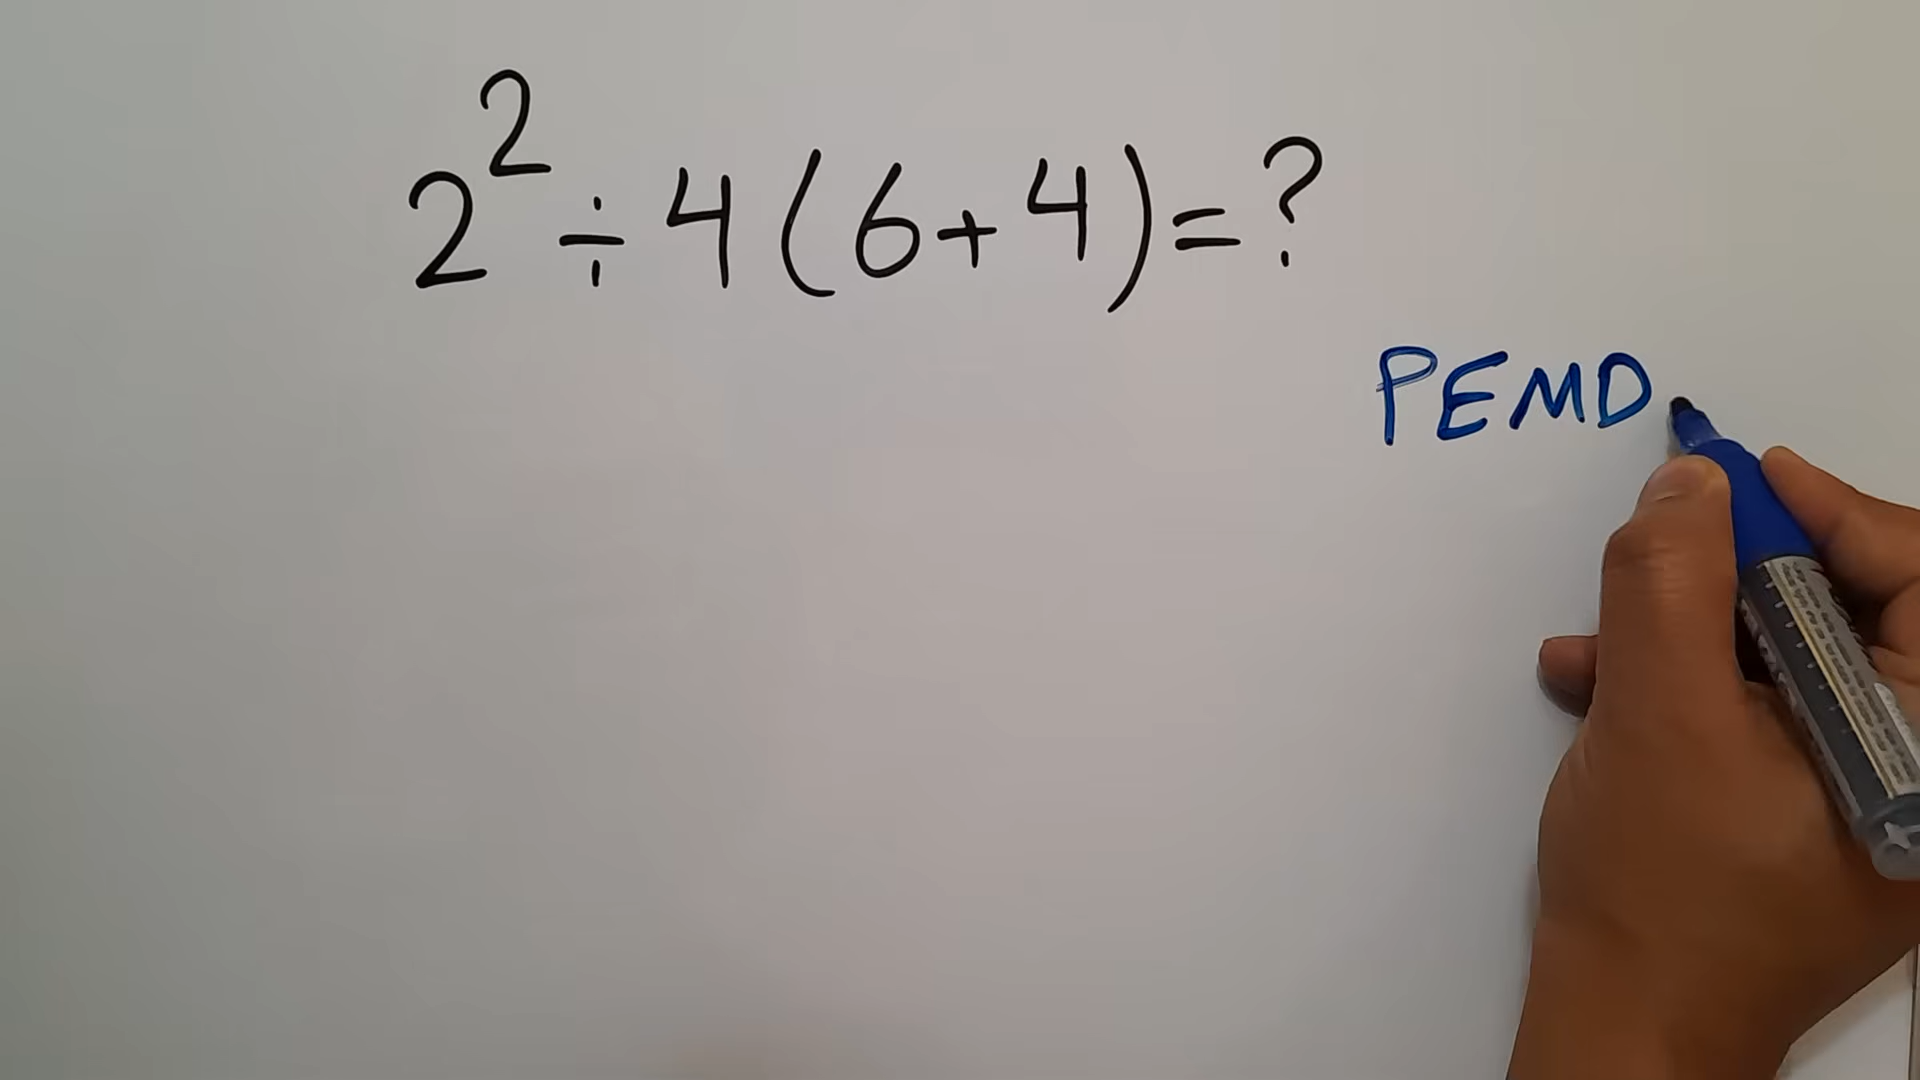 2² ÷ 4 (6 + 4) = ?
PEMD